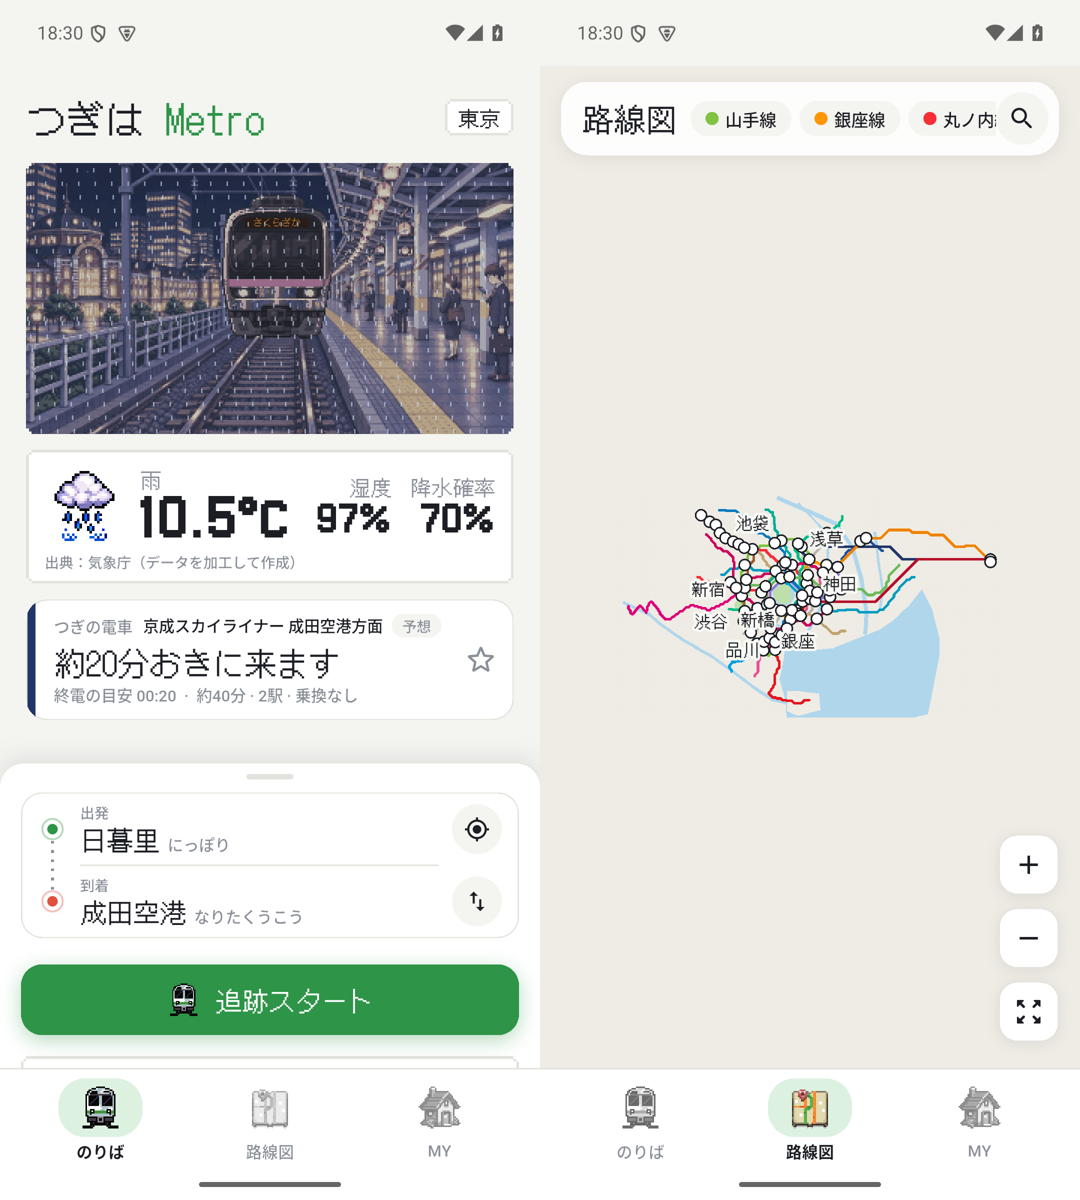 18:30
つぎは Metro
東京
さくらざか
雨
10.5°C
湿度
97%
降水確率
70%
出典：気象庁（データを加工して作成）
つぎの電車 京成スカイライナー 成田空港方面 予想
約20分おきに来ます
終電の目安 00:20 · 約40分 · 2駅 · 乗換なし
出発
日暮里 にっぽり
到着
成田空港 なりたくうこう
追跡スタート
のりば
路線図
MY
18:30
路線図
山手線
銀座線
丸ノ内
池袋
浅草
新宿
神田
渋谷
新橋
銀座
品川
のりば
路線図
MY